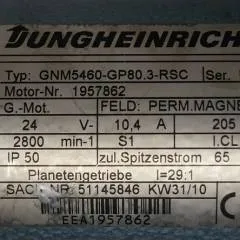 JUNGHEINRICH
Typ: GNM5460-GP80.3-RSC Ser.
Motor-Nr. 1957862
G.-Mot. FELD: PERM.MAGNE
24 V- 10,4 A 205
2800 min-1 S1 I.CL
IP 50 zul.Spitzenstrom 65
Planetengetriebe I=29:1
SACH-NR. 51145846 KW31/10
EEA1957862